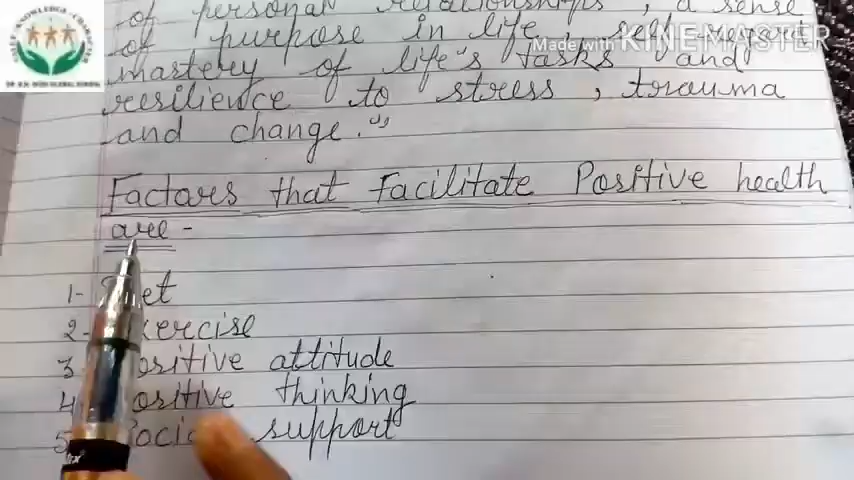 of personal relationships, a sense
of purpose in life, self-regard
mastery of life's tasks and
resilience to stress, trauma
and change."
Factors that Facilitate Positive health
are -
1- Diet
2- Exercise
3- Positive attitude
4- Positive thinking
5- Social support
Made with KINEMASTER